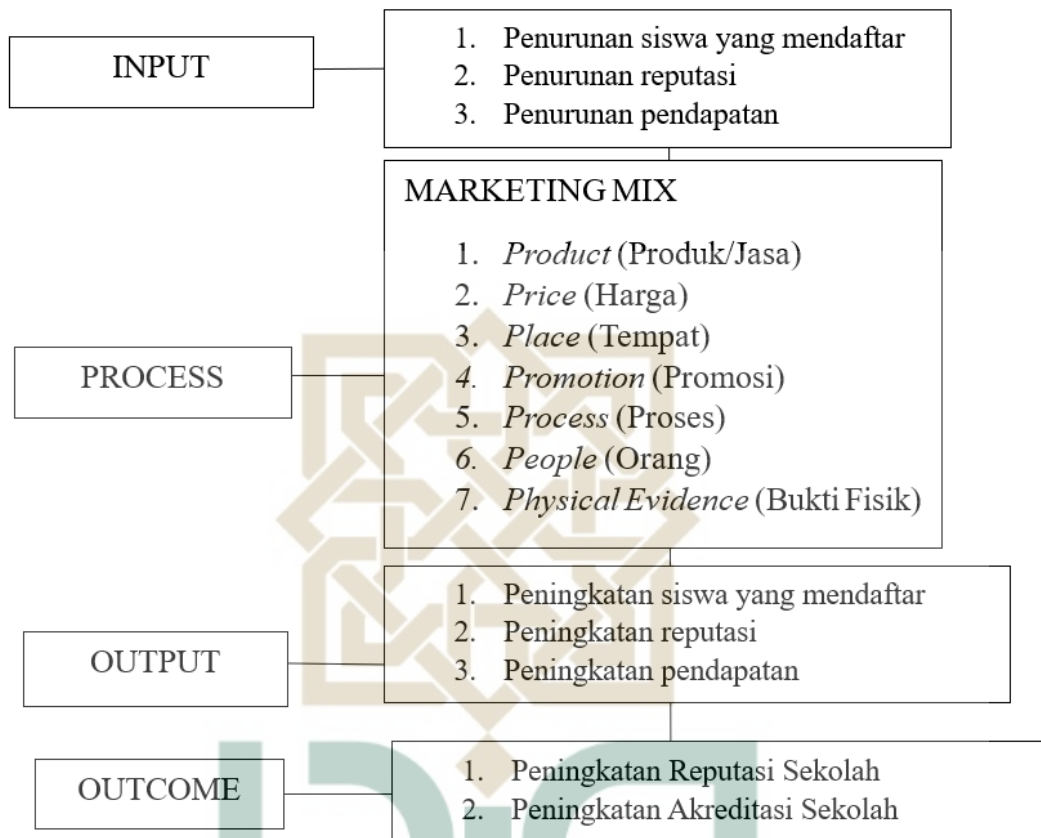 INPUT
1. Penurunan siswa yang mendaftar
2. Penurunan reputasi
3. Penurunan pendapatan
PROCESS
MARKETING MIX
1. Product (Produk/Jasa)
2. Price (Harga)
3. Place (Tempat)
4. Promotion (Promosi)
5. Process (Proses)
6. People (Orang)
7. Physical Evidence (Bukti Fisik)
OUTPUT
1. Peningkatan siswa yang mendaftar
2. Peningkatan reputasi
3. Peningkatan pendapatan
OUTCOME
1. Peningkatan Reputasi Sekolah
2. Peningkatan Akreditasi Sekolah